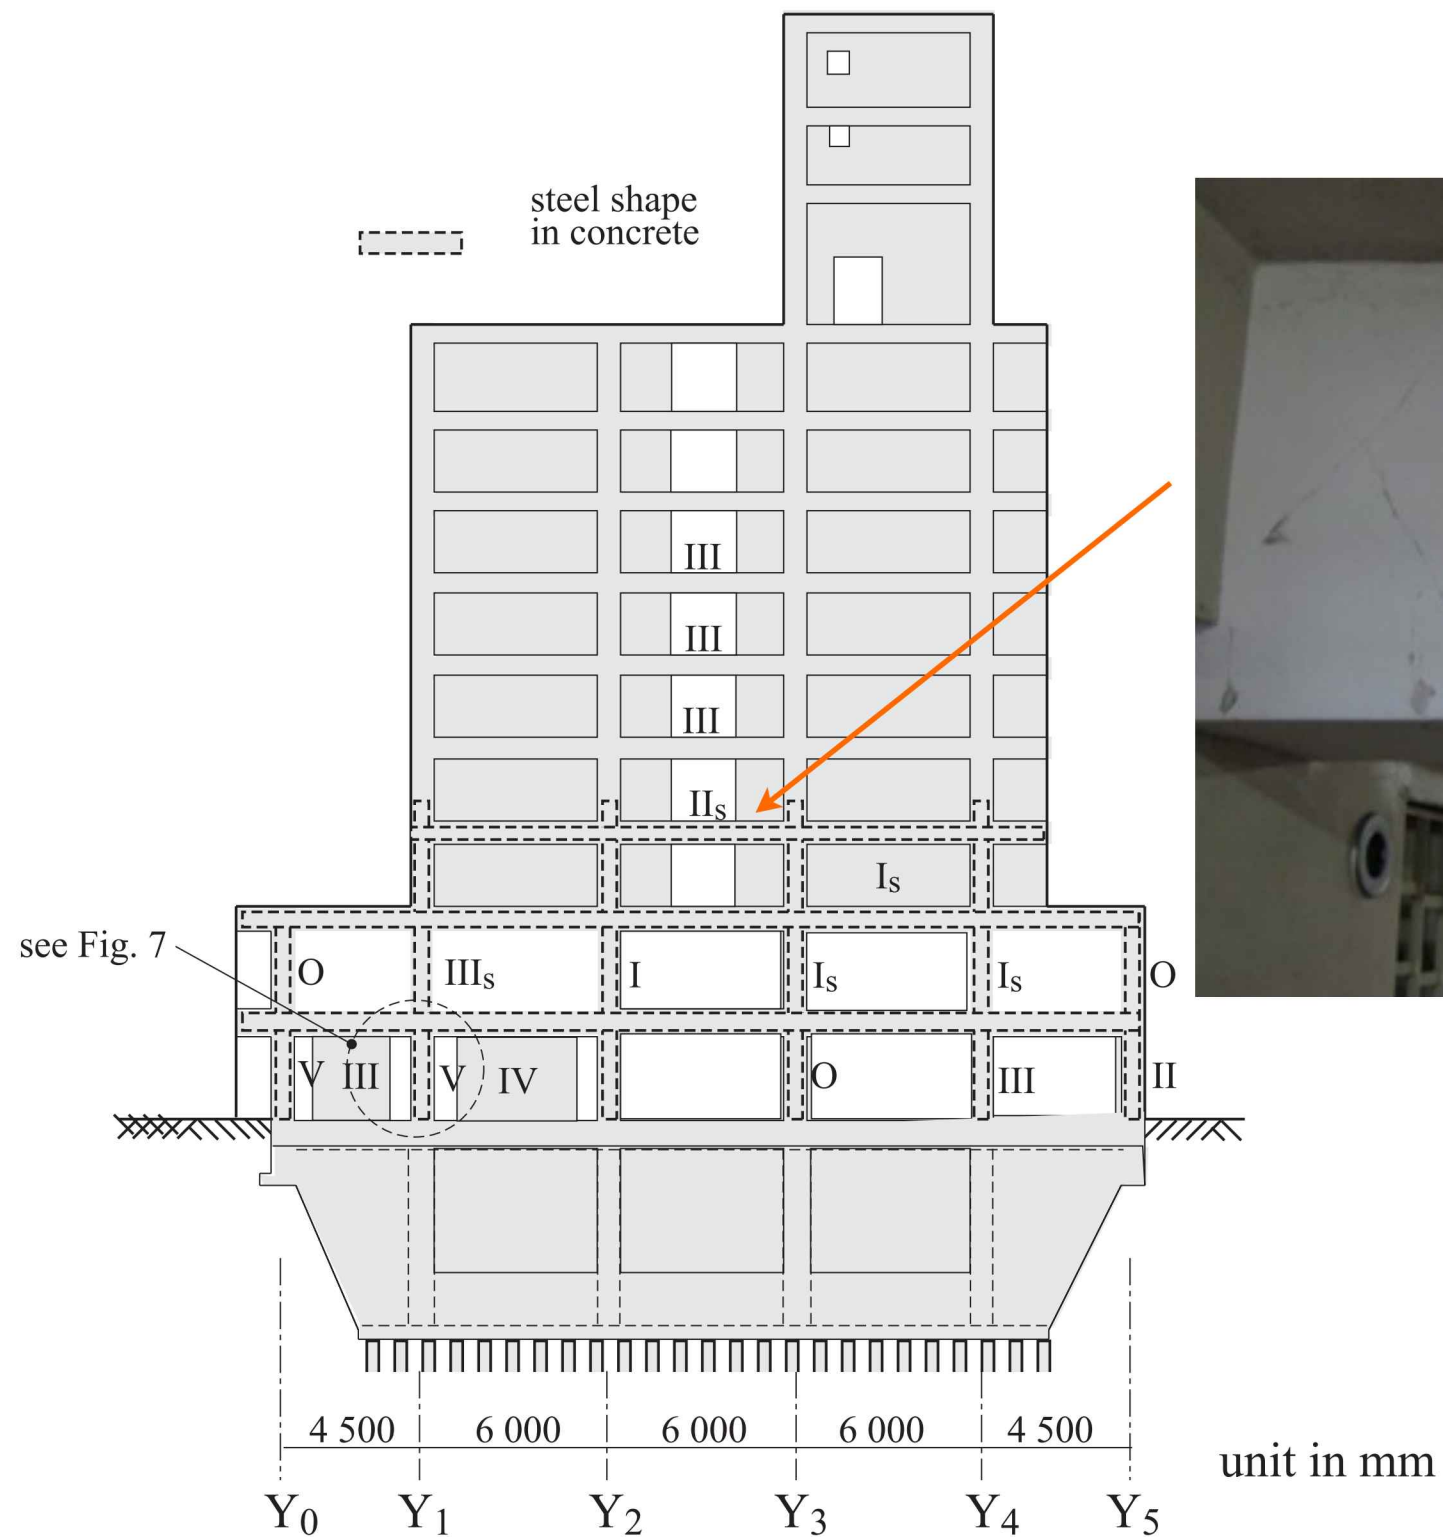 steel shape
in concrete
III
III
III
IIs
Is
see Fig. 7
O IIIs I Is Is O
V III V IV O III II
4 500 6 000 6 000 6 000 4 500
unit in mm
Y0 Y1 Y2 Y3 Y4 Y5